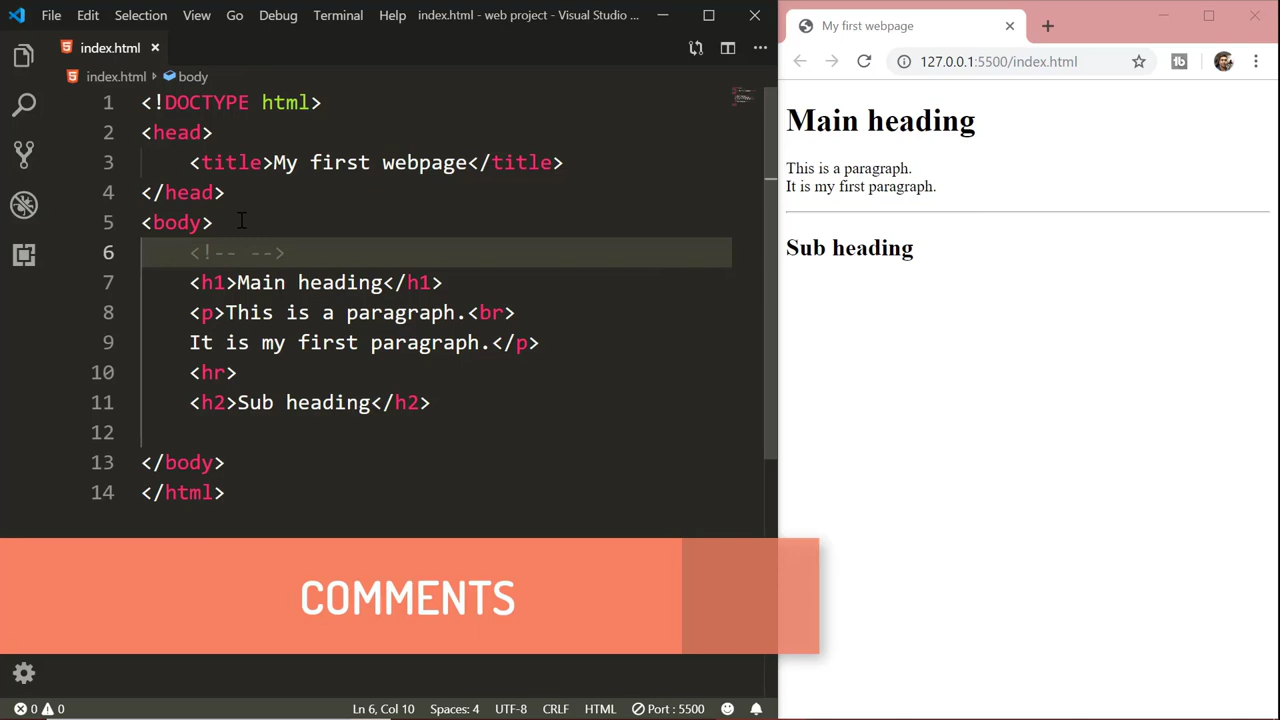 File Edit Selection View Go Debug Terminal Help index.html - web project - Visual Studio ...
index.html
index.html body
1 <!DOCTYPE html>
2 <head>
3 <title>My first webpage</title>
4 </head>
5 <body>
6 <!-- -->
7 <h1>Main heading</h1>
8 <p>This is a paragraph.<br>
9 It is my first paragraph.</p>
10 <hr>
11 <h2>Sub heading</h2>
12
13 </body>
14 </html>
COMMENTS
0 0 Ln 6, Col 10 Spaces: 4 UTF-8 CRLF HTML Port : 5500
My first webpage
127.0.0.1:5500/index.html
Main heading
This is a paragraph.
It is my first paragraph.
Sub heading